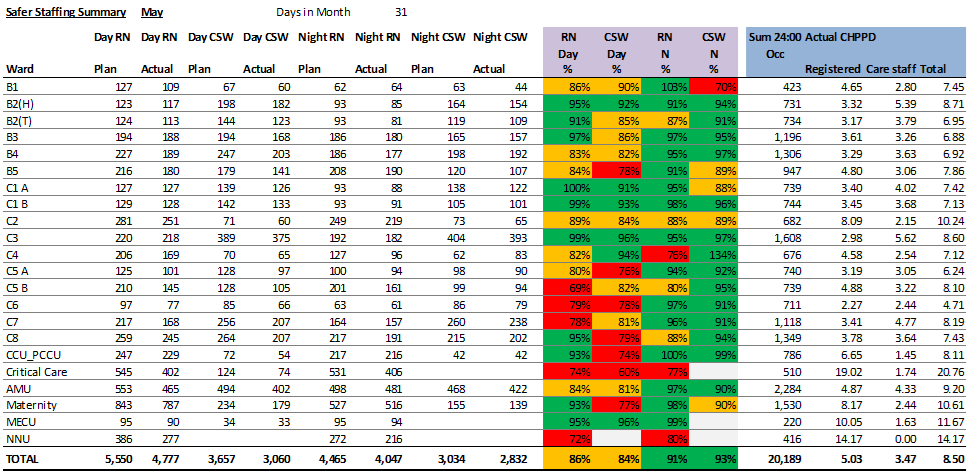 Safer Staffing Summary May Days in Month 31
Day RN Day RN Day CSW Day CSW Night RN Night RN Night CSW Night CSW RN CSW RN CSW Sum 24:00 Actual CHPPD
Day Day N N Occ
Ward Plan Actual Plan Actual Plan Actual Plan Actual % % % % Registered Care staff Total
B1 127 109 67 60 62 64 63 44 86% 90% 103% 70% 423 4.65 2.80 7.45
B2(H) 123 117 198 182 93 85 164 154 95% 92% 91% 94% 731 3.32 5.39 8.71
B2(T) 124 113 144 123 93 81 119 109 91% 85% 87% 91% 734 3.17 3.79 6.95
B3 194 188 194 168 186 180 165 157 97% 86% 97% 95% 1,196 3.61 3.26 6.88
B4 227 189 247 203 186 177 198 192 83% 82% 95% 97% 1,306 3.29 3.63 6.92
B5 216 180 179 141 208 190 120 107 84% 78% 91% 89% 947 4.80 3.06 7.86
C1 A 127 127 139 126 93 88 138 122 100% 91% 95% 88% 739 3.40 4.02 7.42
C1 B 129 128 142 133 93 91 105 101 99% 93% 98% 96% 744 3.45 3.68 7.13
C2 281 251 71 60 249 219 73 65 89% 84% 88% 89% 682 8.09 2.15 10.24
C3 220 218 389 375 192 182 404 393 99% 96% 95% 97% 1,608 2.98 5.62 8.60
C4 206 169 70 65 127 96 62 83 82% 94% 76% 134% 676 4.58 2.54 7.12
C5 A 125 101 128 97 100 94 98 90 80% 76% 94% 92% 740 3.19 3.05 6.24
C5 B 210 145 128 105 201 161 99 94 69% 82% 80% 95% 739 4.88 3.22 8.10
C6 97 77 85 66 63 61 86 79 79% 78% 97% 91% 711 2.27 2.44 4.71
C7 217 168 256 207 164 157 260 238 78% 81% 96% 91% 1,118 3.41 4.77 8.19
C8 259 245 264 207 217 191 215 202 95% 79% 88% 94% 1,349 3.78 3.64 7.43
CCU_PCCU 247 229 72 54 217 216 42 42 93% 74% 100% 99% 786 6.65 1.45 8.11
Critical Care 545 402 124 74 531 406 74% 60% 77% 510 19.02 1.74 20.76
AMU 553 465 494 402 498 481 468 422 84% 81% 97% 90% 2,284 4.87 4.33 9.20
Maternity 843 787 234 179 527 516 155 139 93% 77% 98% 90% 1,530 8.17 2.44 10.61
MECU 95 90 34 33 95 94 95% 96% 99% 220 10.05 1.63 11.67
NNU 386 277 272 216 72% 80% 416 14.17 0.00 14.17
TOTAL 5,550 4,777 3,657 3,060 4,465 4,047 3,034 2,832 86% 84% 91% 93% 20,189 5.03 3.47 8.50